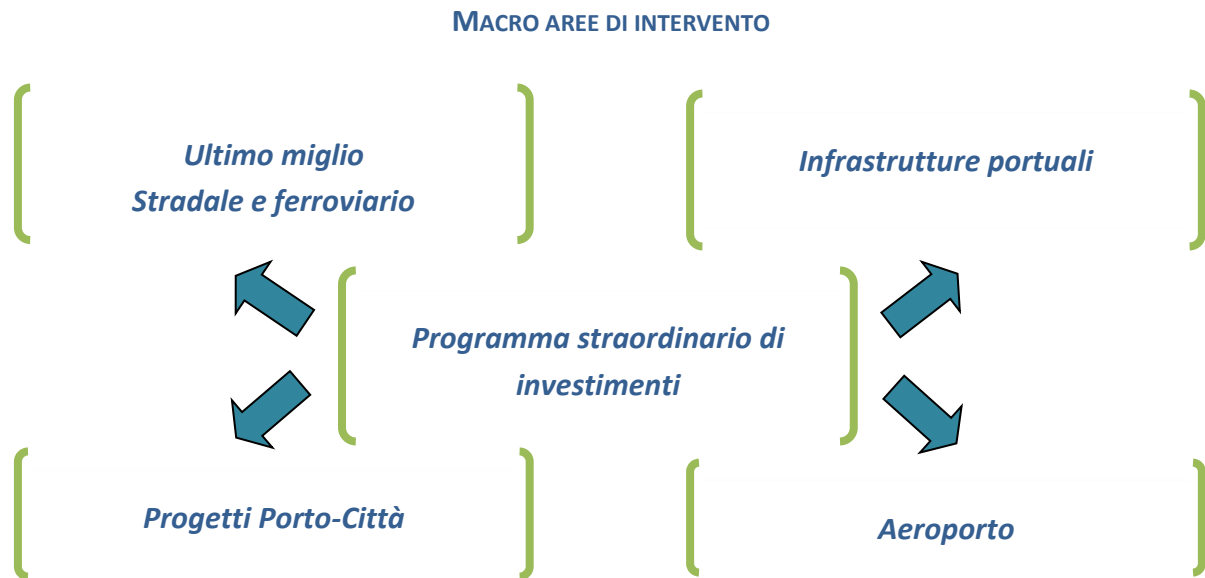 MACRO AREE DI INTERVENTO
Ultimo miglio
Stradale e ferroviario
Infrastrutture portuali
Programma straordinario di
investimenti
Progetti Porto-Città
Aeroporto